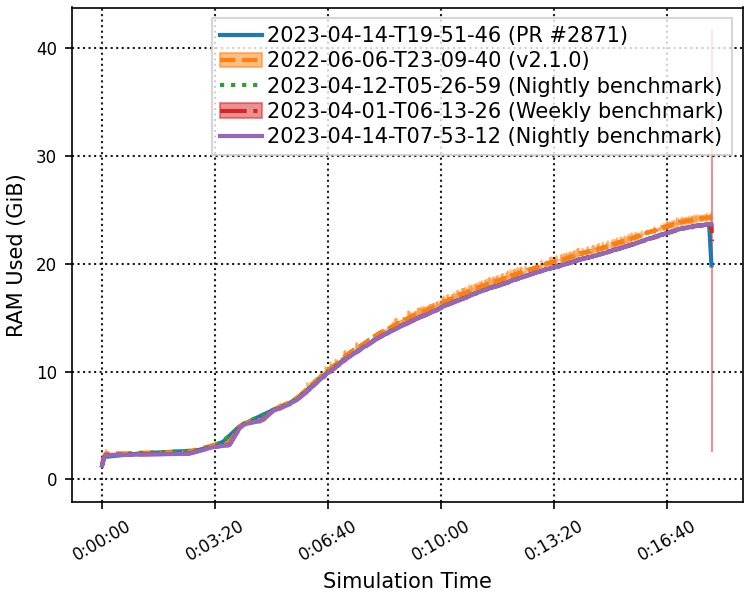 2023-04-14-T19-51-46 (PR #2871)
2022-06-06-T23-09-40 (v2.1.0)
2023-04-12-T05-26-59 (Nightly benchmark)
2023-04-01-T06-13-26 (Weekly benchmark)
2023-04-14-T07-53-12 (Nightly benchmark)
RAM Used (GiB)
40
30
20
10
0
0:00:00
0:03:20
0:06:40
0:10:00
0:13:20
0:16:40
Simulation Time